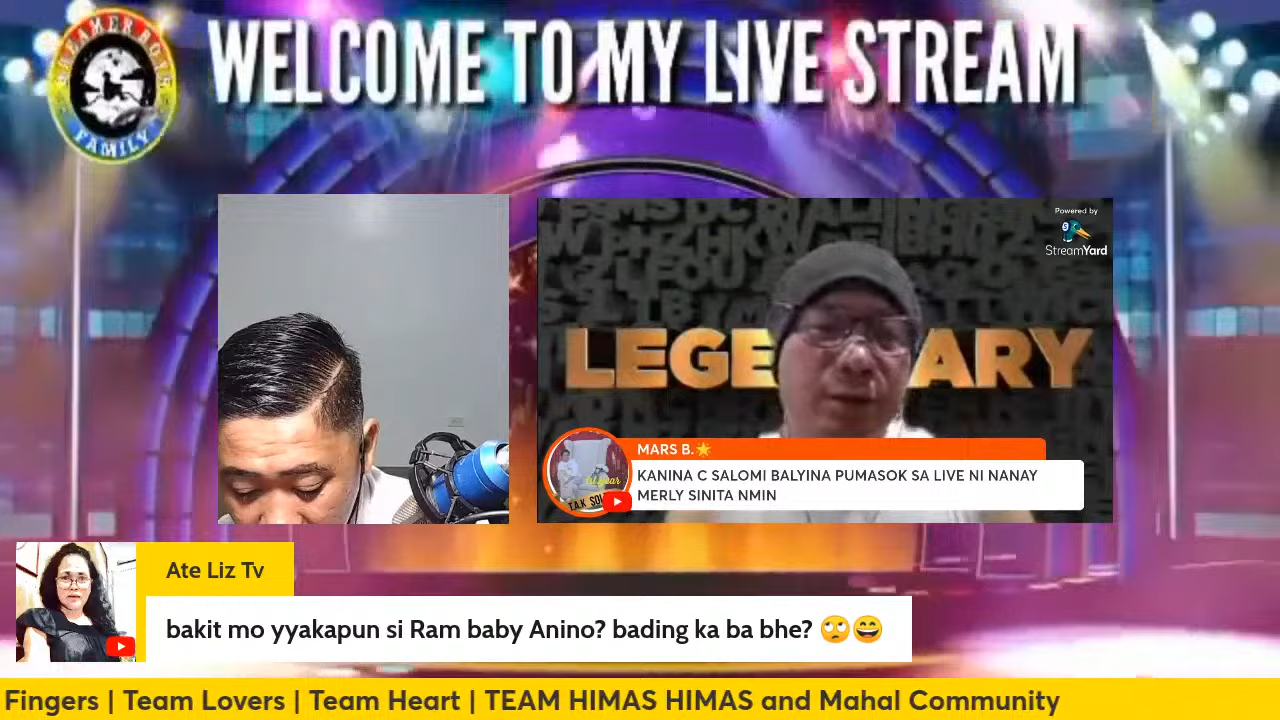 WELCOME TO MY LIVE STREAM
STREAMER BOYS
FAMILY
Powered by
StreamYard
LEGE ARY
MARS B.🌟
KANINA C SALOMI BALYINA PUMASOK SA LIVE NI NANAY
MERLY SINITA NMIN
Ate Liz Tv
bakit mo yyakapun si Ram baby Anino? bading ka ba bhe? 🙄😄
Fingers | Team Lovers | Team Heart | TEAM HIMAS HIMAS and Mahal Community